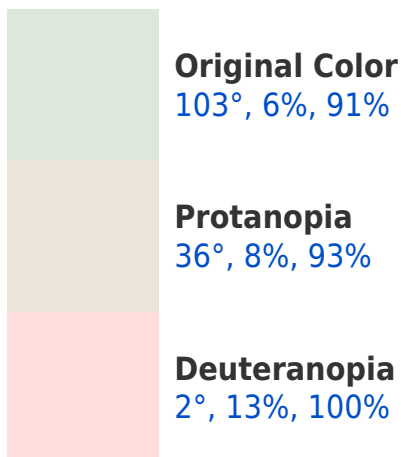 Original Color
103°, 6%, 91%
Protanopia
36°, 8%, 93%
Deuteranopia
2°, 13%, 100%